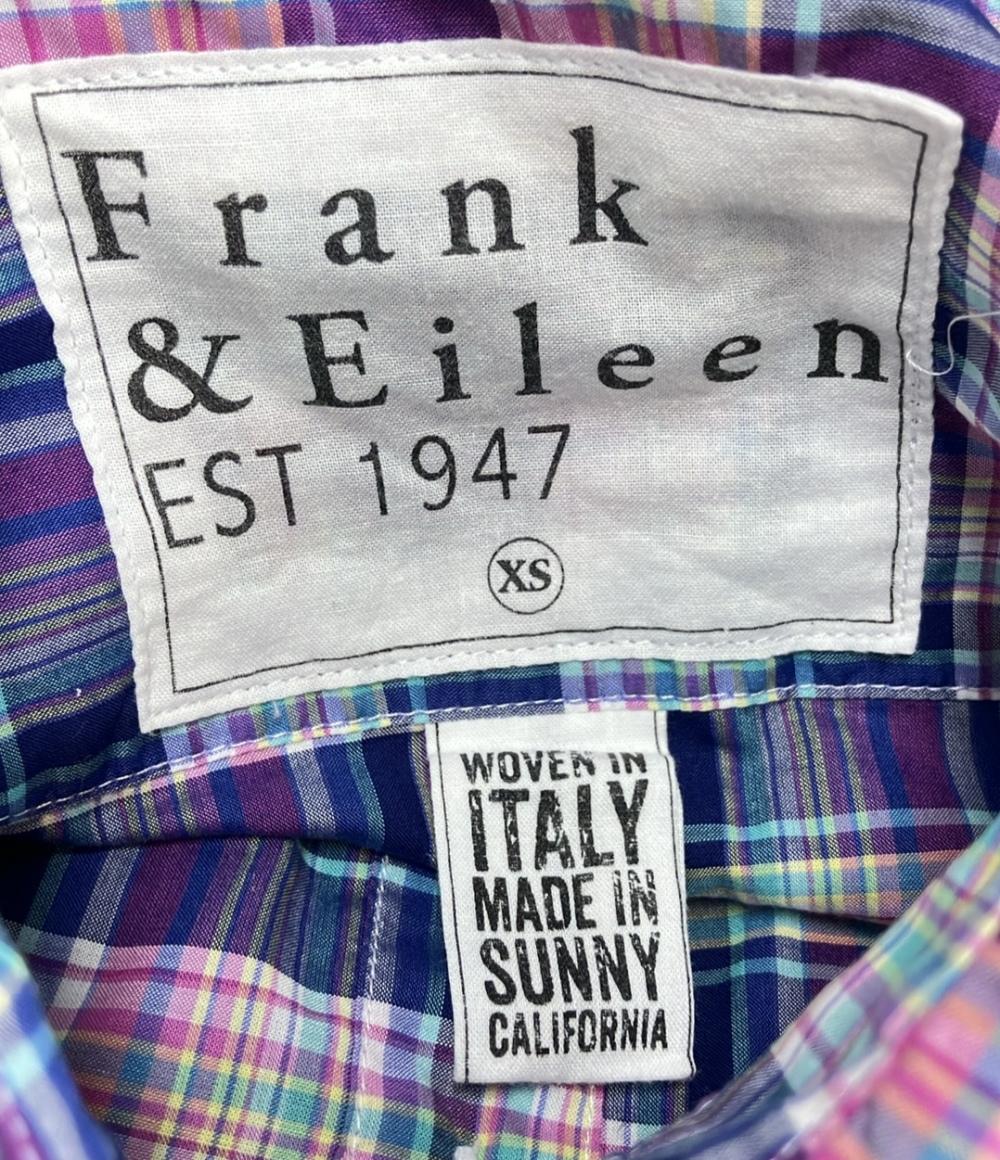 Frank
& Eileen
EST 1947
XS
WOVEN IN
ITALY
MADE IN
SUNNY
CALIFORNIA